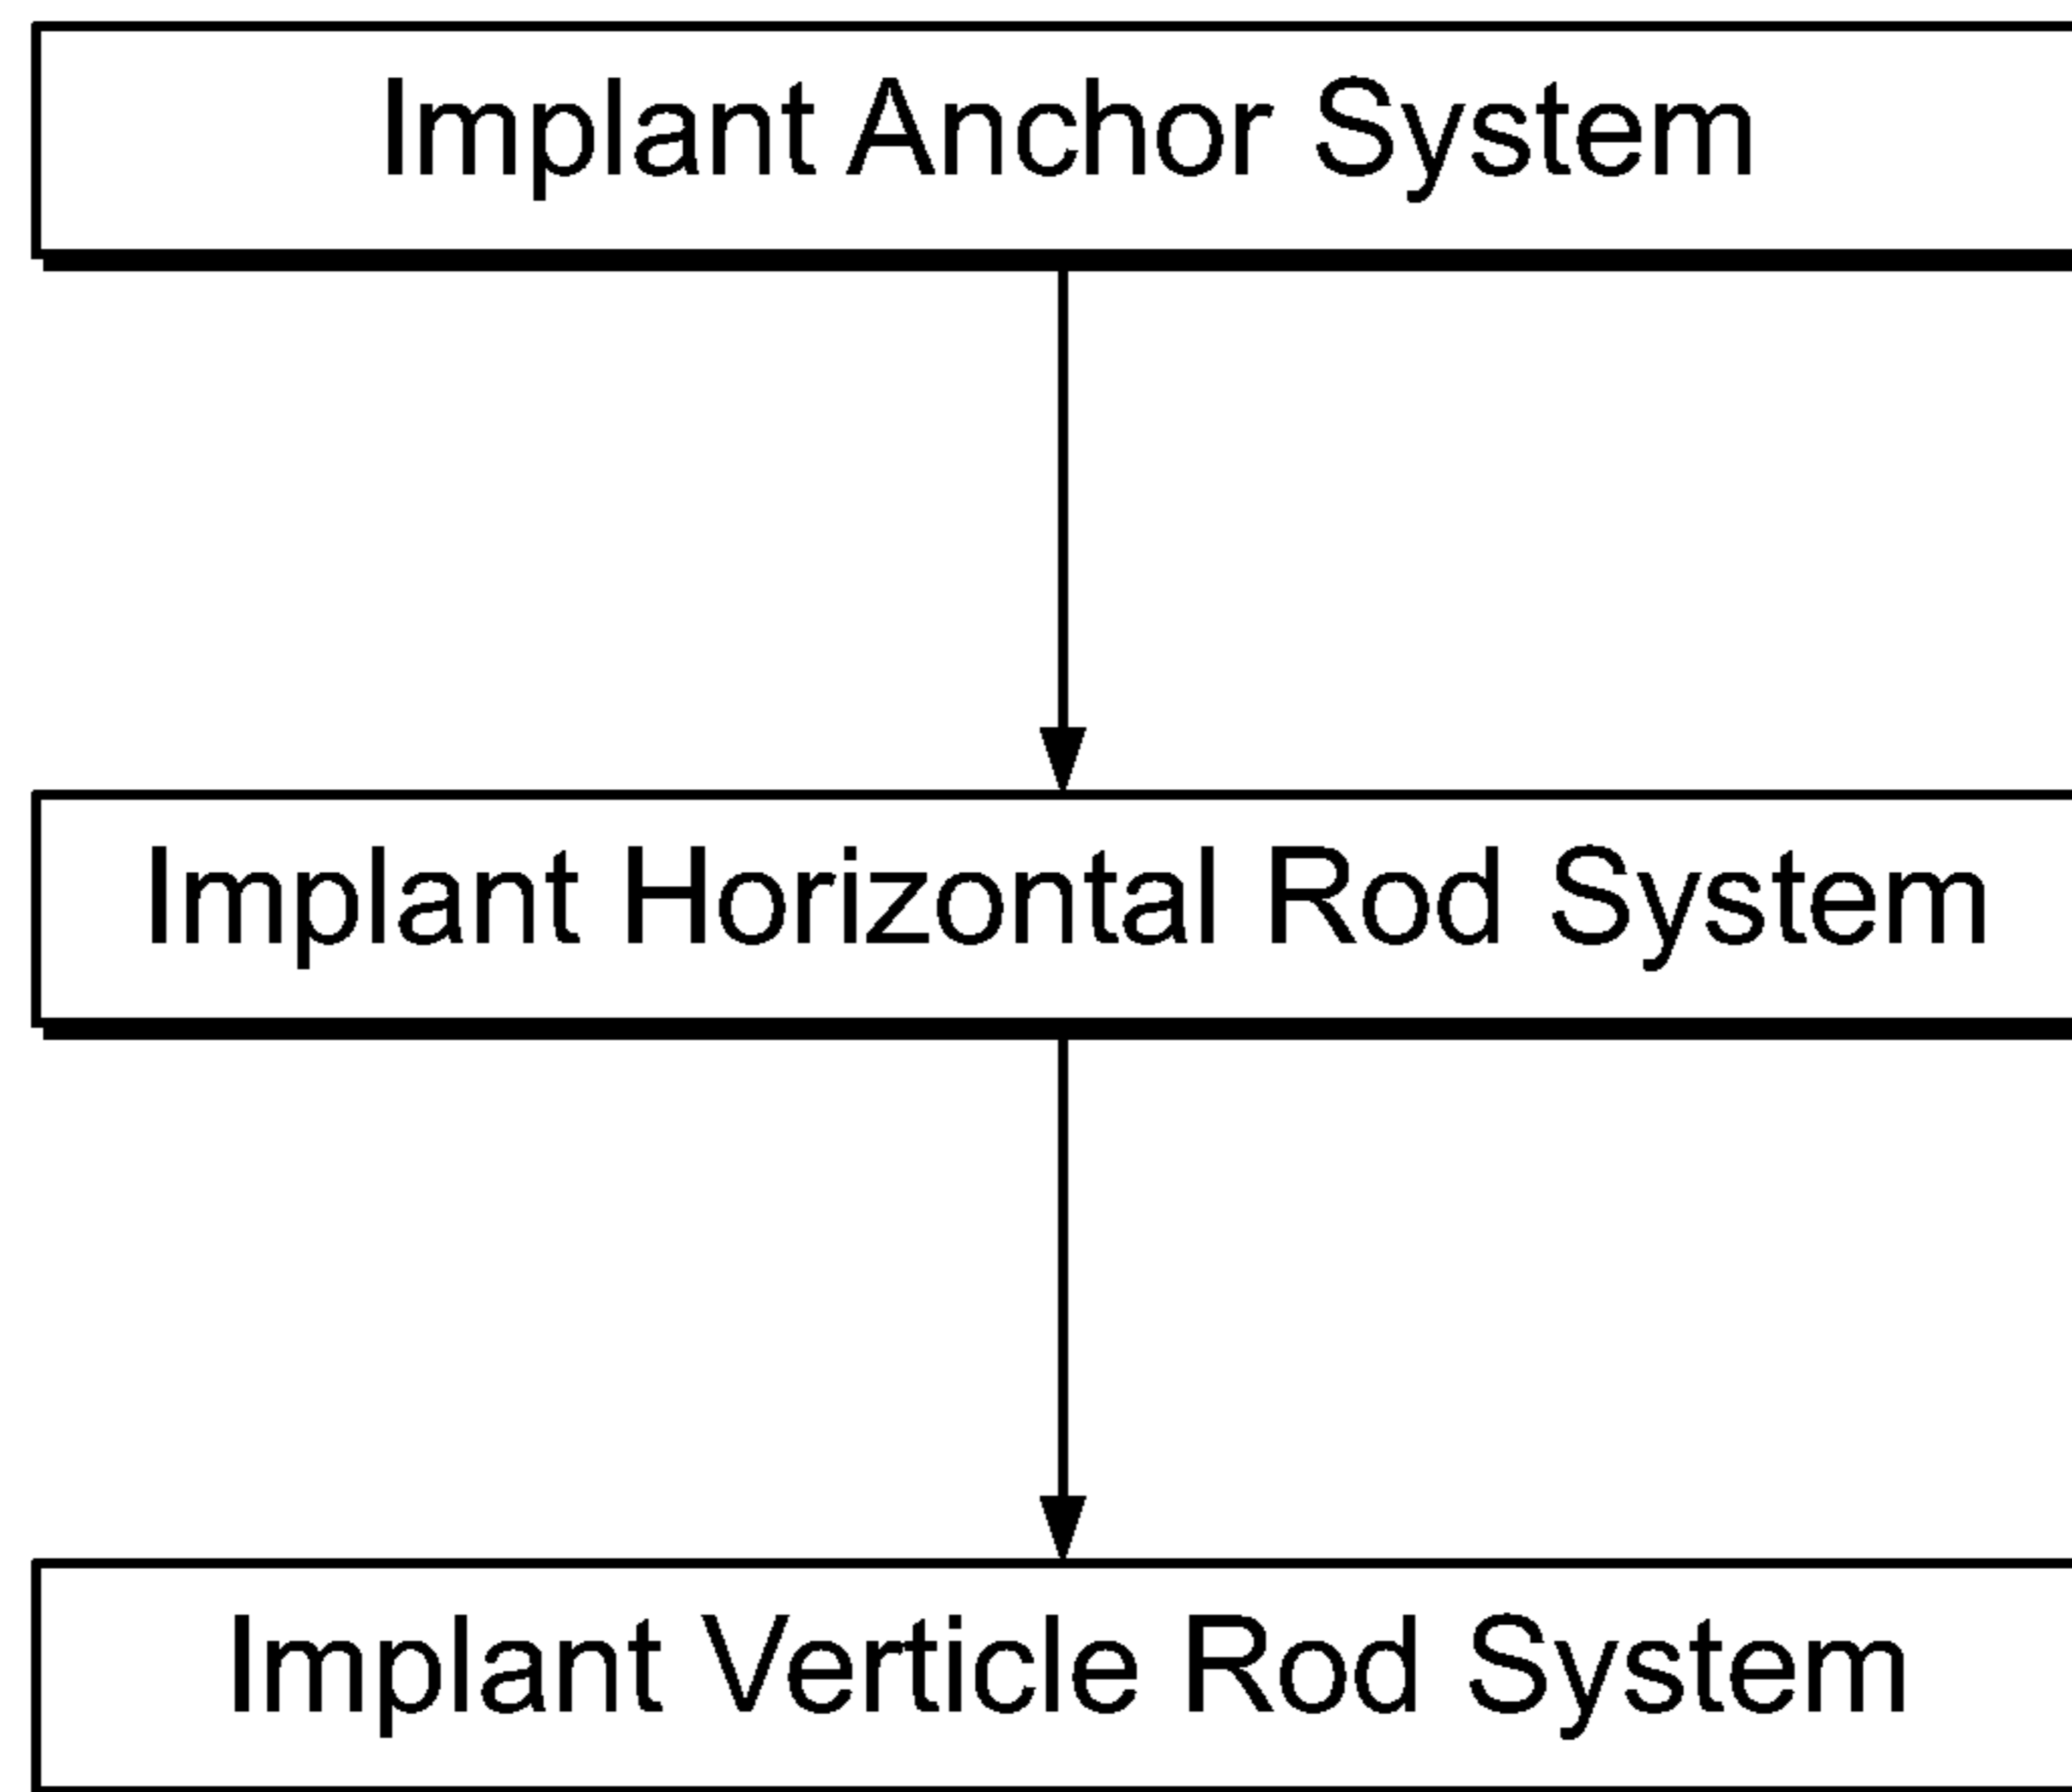 Implant Anchor System
Implant Horizontal Rod System
Implant Verticle Rod System